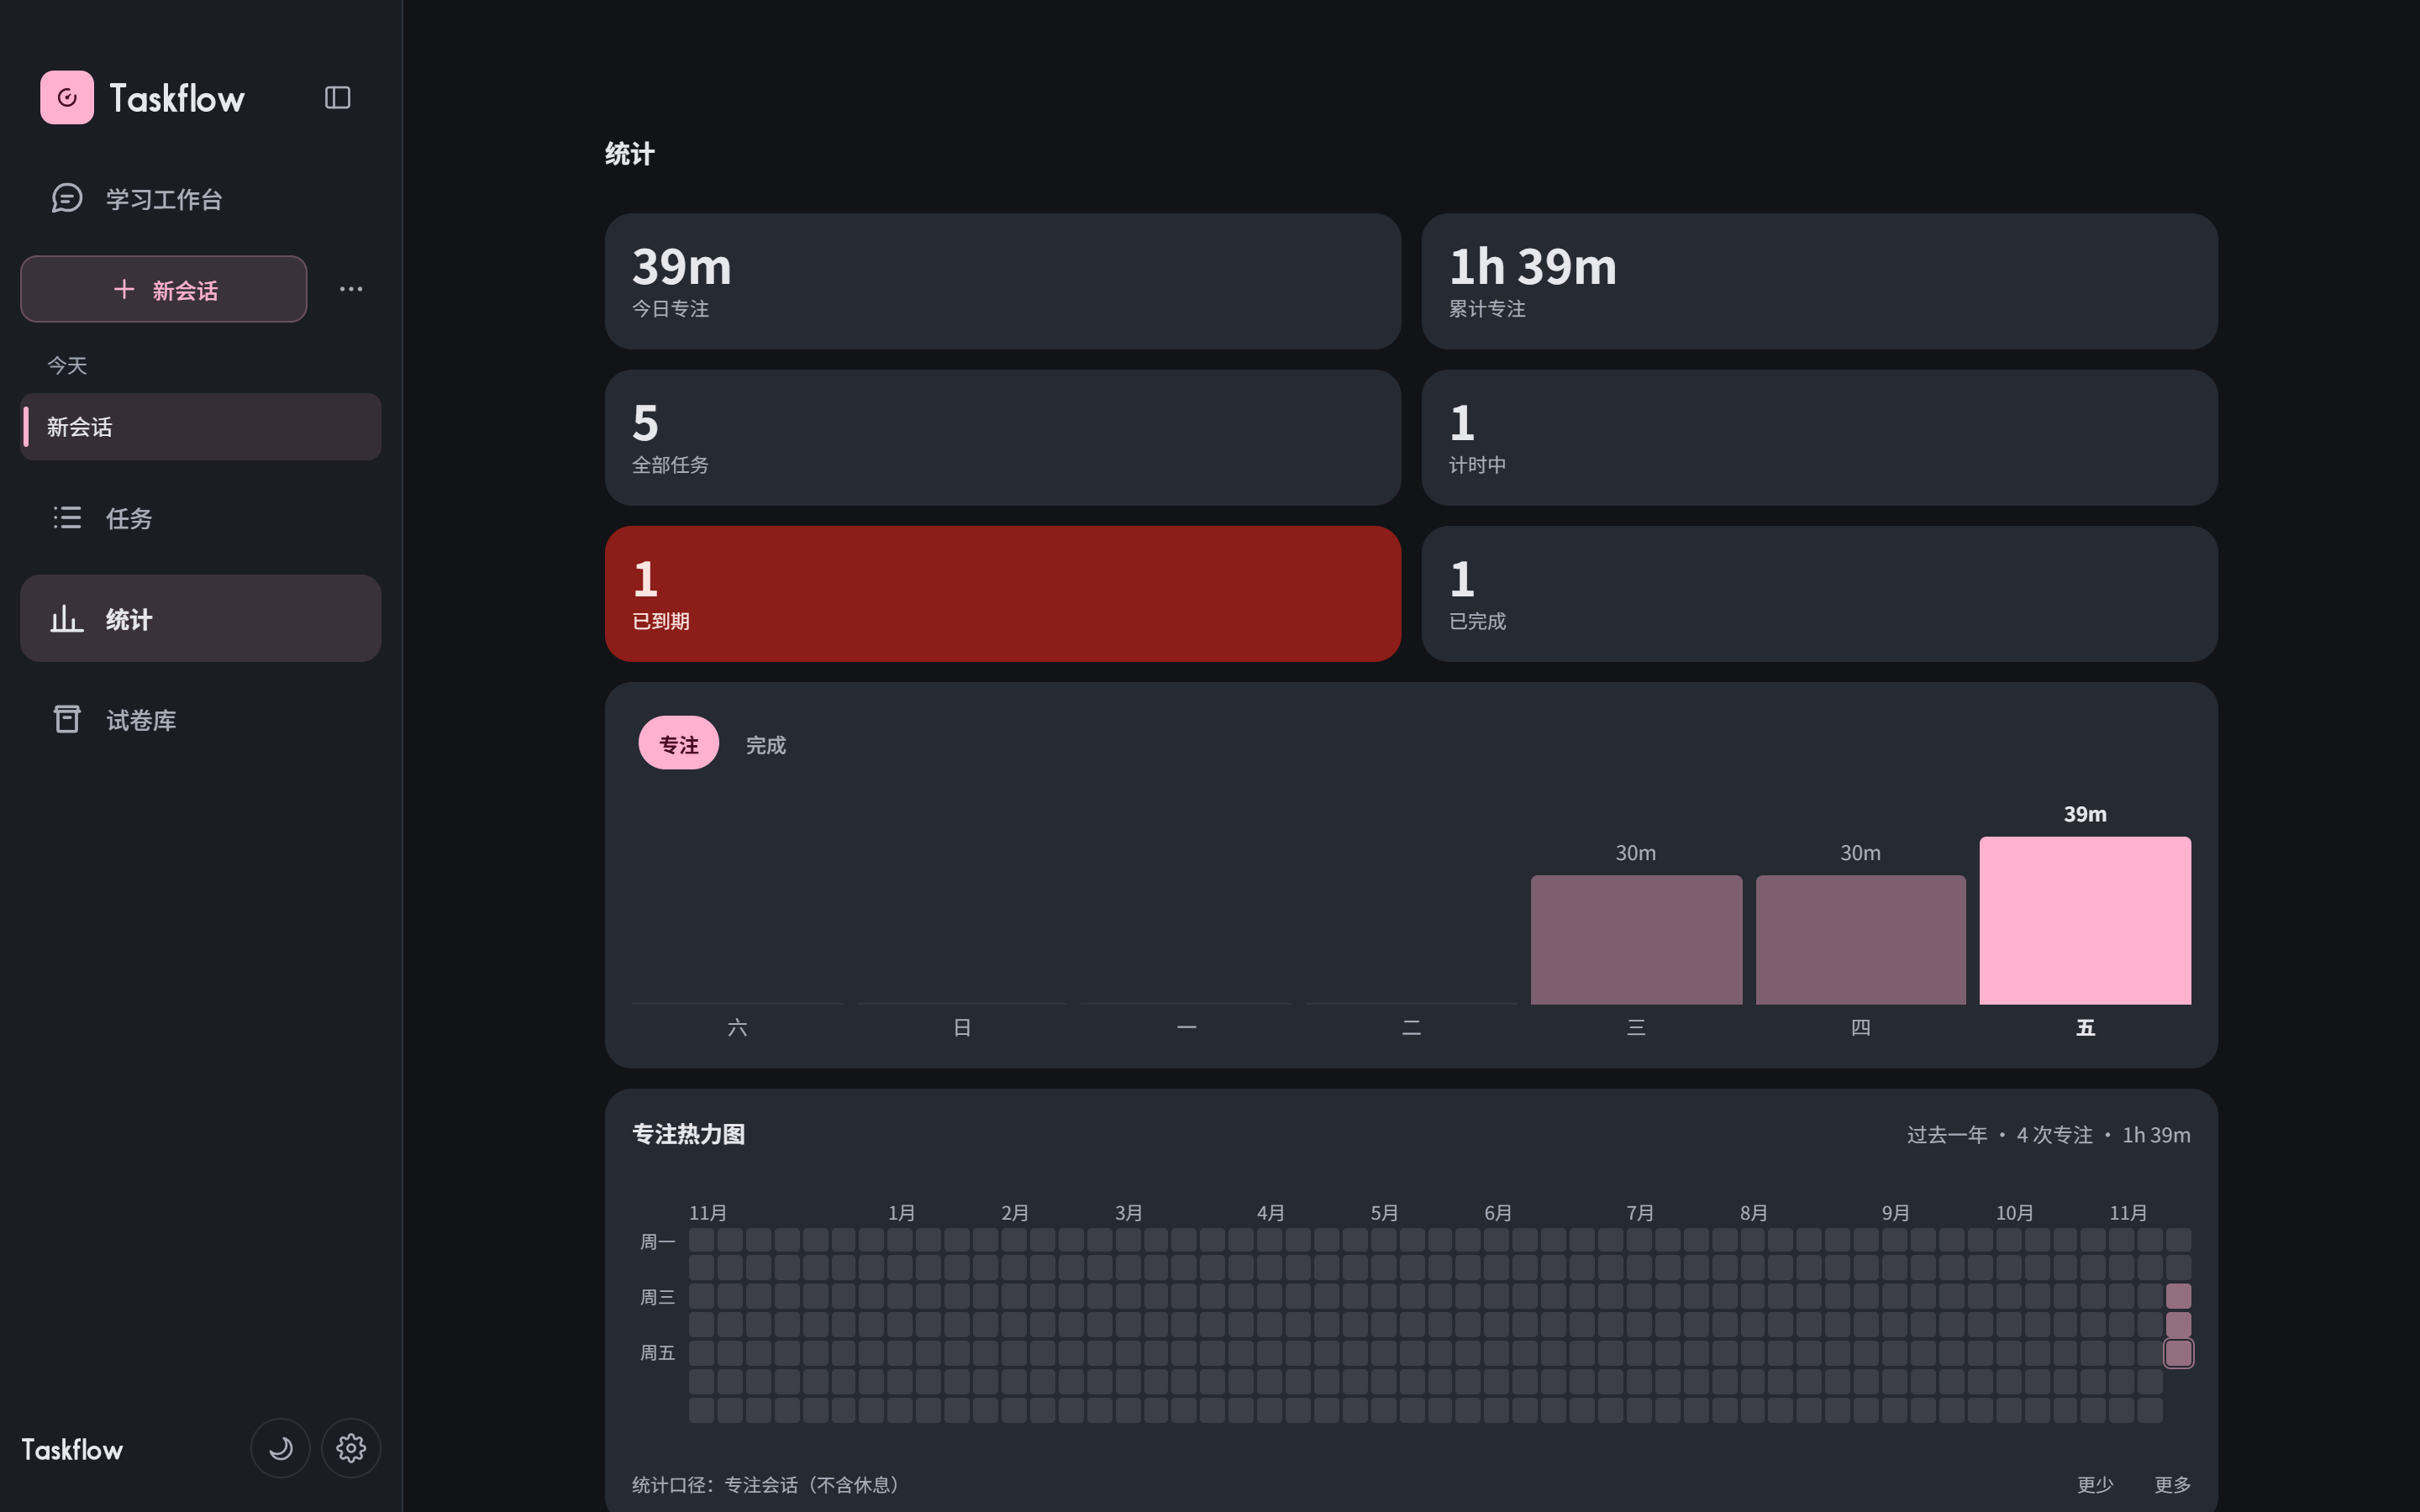 Taskflow
学习工作台
新会话
今天
新会话
任务
统计
试卷库
Taskflow
统计
39m
今日专注
1h 39m
累计专注
5
全部任务
1
计时中
1
已到期
1
已完成
专注 完成
30m 30m 39m
六 日 一 二 三 四 五
专注热力图
过去一年 • 4 次专注 • 1h 39m
11月 1月 2月 3月 4月 5月 6月 7月 8月 9月 10月 11月
周一
周三
周五
统计口径：专注会话（不含休息）
更少 更多